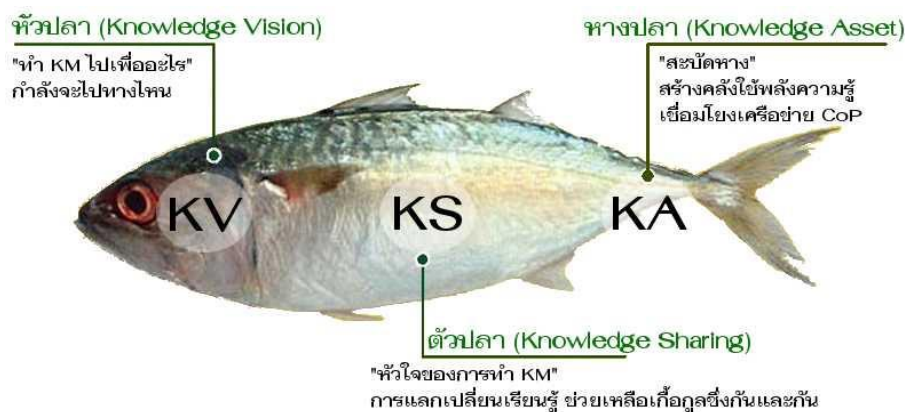 หัวปลา (Knowledge Vision)
"ทำ KM ไปเพื่ออะไร"
กำลังจะไปทางไหน
หางปลา (Knowledge Asset)
"สะบัดหาง"
สร้างคลังใช้พลังความรู้
เชื่อมโยงเครือข่าย CoP
KV
KS
KA
ตัวปลา (Knowledge Sharing)
"หัวใจของการทำ KM"
การแลกเปลี่ยนเรียนรู้ ช่วยเหลือเกื้อกูลซึ่งกันและกัน